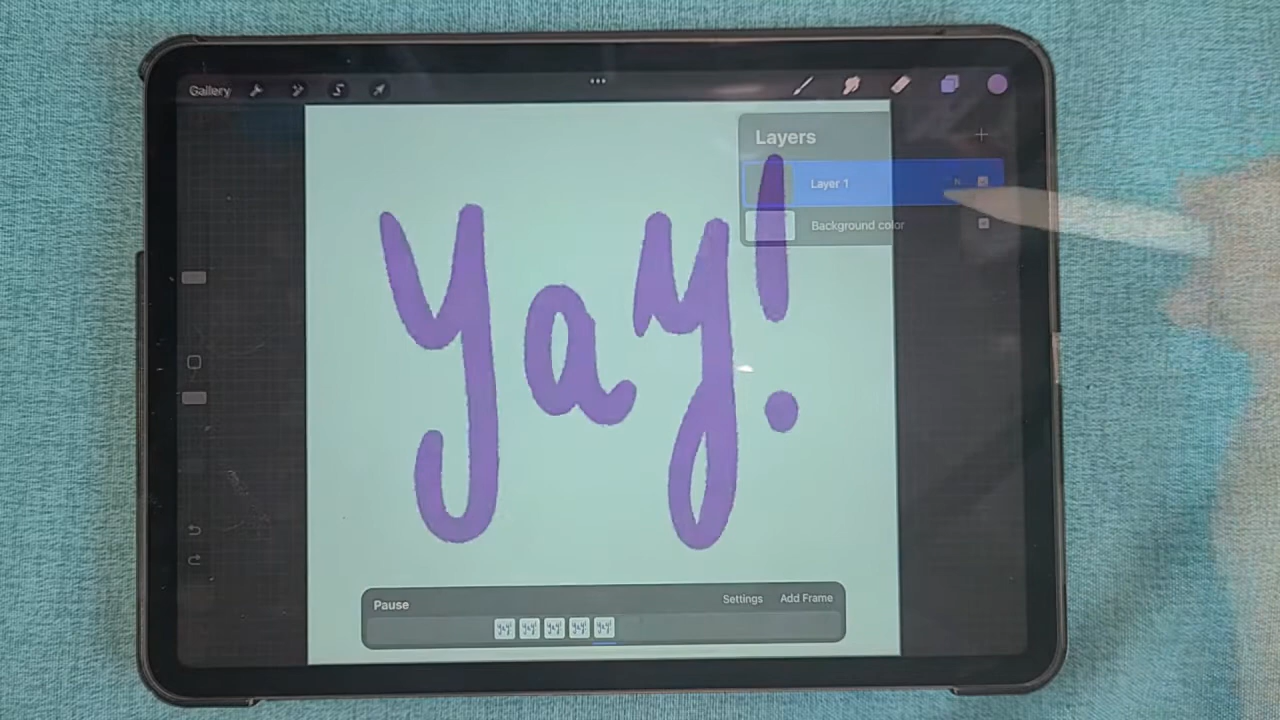 Gallery
Layers
Layer 1
N
Background color
Yay!
Pause
Settings
Add Frame